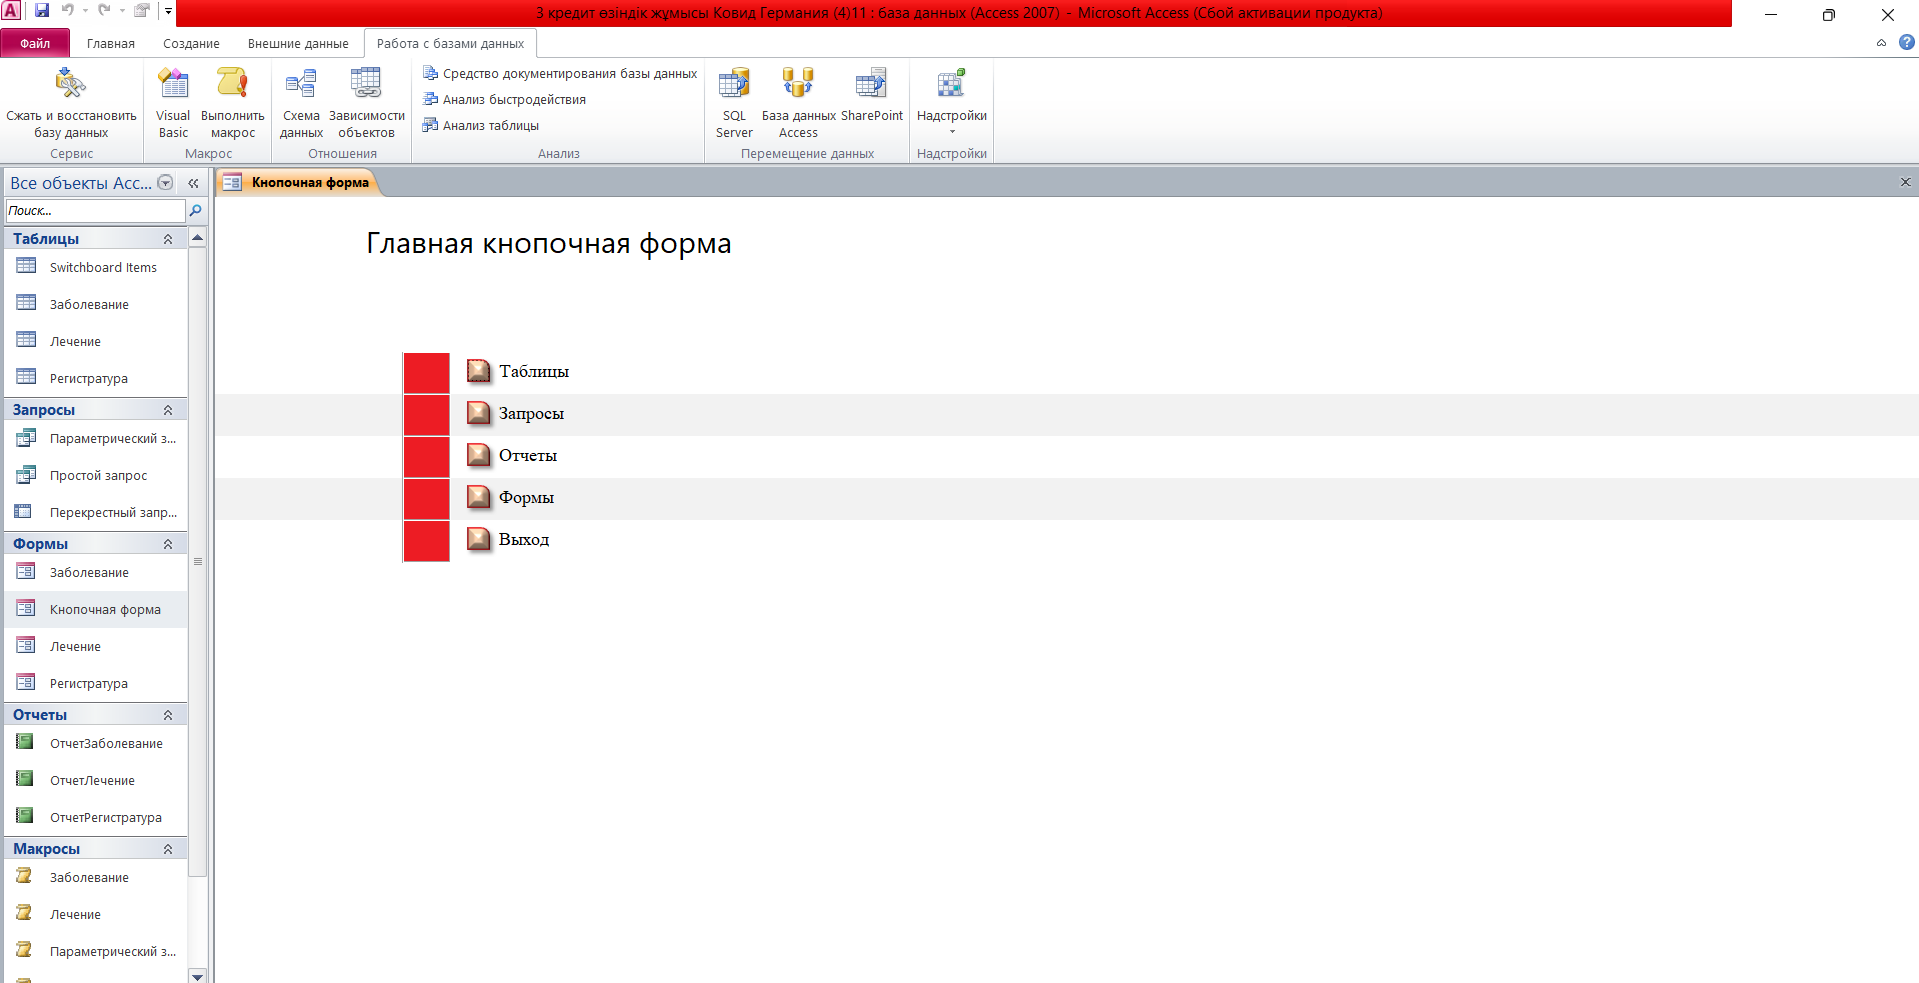 3 кредит өзіндік жұмысы Ковид Германия (4)11 : база данных (Access 2007) - Microsoft Access (Сбой активации продукта)
Файл
Главная
Создание
Внешние данные
Работа с базами данных
Сжать и восстановить
базу данных
Сервис
Visual
Basic
Выполнить
макрос
Макрос
Схема
данных
Зависимости
объектов
Отношения
Средство документирования базы данных
Анализ быстродействия
Анализ таблицы
Анализ
SQL
Server
База данных
Access
SharePoint
Перемещение данных
Надстройки
Надстройки
Все объекты Acc...
Поиск...
Таблицы
Switchboard Items
Заболевание
Лечение
Регистратура
Запросы
Параметрический з...
Простой запрос
Перекрестный запр...
Формы
Заболевание
Кнопочная форма
Лечение
Регистратура
Отчеты
ОтчетЗаболевание
ОтчетЛечение
ОтчетРегистратура
Макросы
Заболевание
Лечение
Параметрический з...
Кнопочная форма
Главная кнопочная форма
Таблицы
Запросы
Отчеты
Формы
Выход